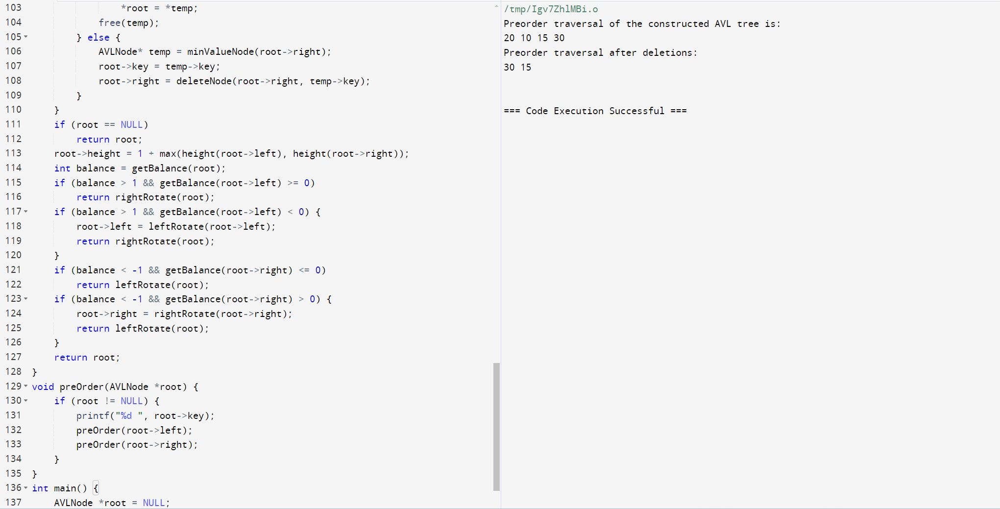 103                *root = *temp;
104            free(temp);
105        } else {
106            AVLNode* temp = minValueNode(root->right);
107            root->key = temp->key;
108            root->right = deleteNode(root->right, temp->key);
109        }
110    }
111    if (root == NULL)
112        return root;
113    root->height = 1 + max(height(root->left), height(root->right));
114    int balance = getBalance(root);
115    if (balance > 1 && getBalance(root->left) >= 0)
116        return rightRotate(root);
117    if (balance > 1 && getBalance(root->left) < 0) {
118        root->left = leftRotate(root->left);
119        return rightRotate(root);
120    }
121    if (balance < -1 && getBalance(root->right) <= 0)
122        return leftRotate(root);
123    if (balance < -1 && getBalance(root->right) > 0) {
124        root->right = rightRotate(root->right);
125        return leftRotate(root);
126    }
127    return root;
128 }
129 void preOrder(AVLNode *root) {
130    if (root != NULL) {
131        printf("%d ", root->key);
132        preOrder(root->left);
133        preOrder(root->right);
134    }
135 }
136 int main() {
137    AVLNode *root = NULL;
/tmp/Igv7ZhlMBi.o
Preorder traversal of the constructed AVL tree is:
20 10 15 30
Preorder traversal after deletions:
30 15
=== Code Execution Successful ===